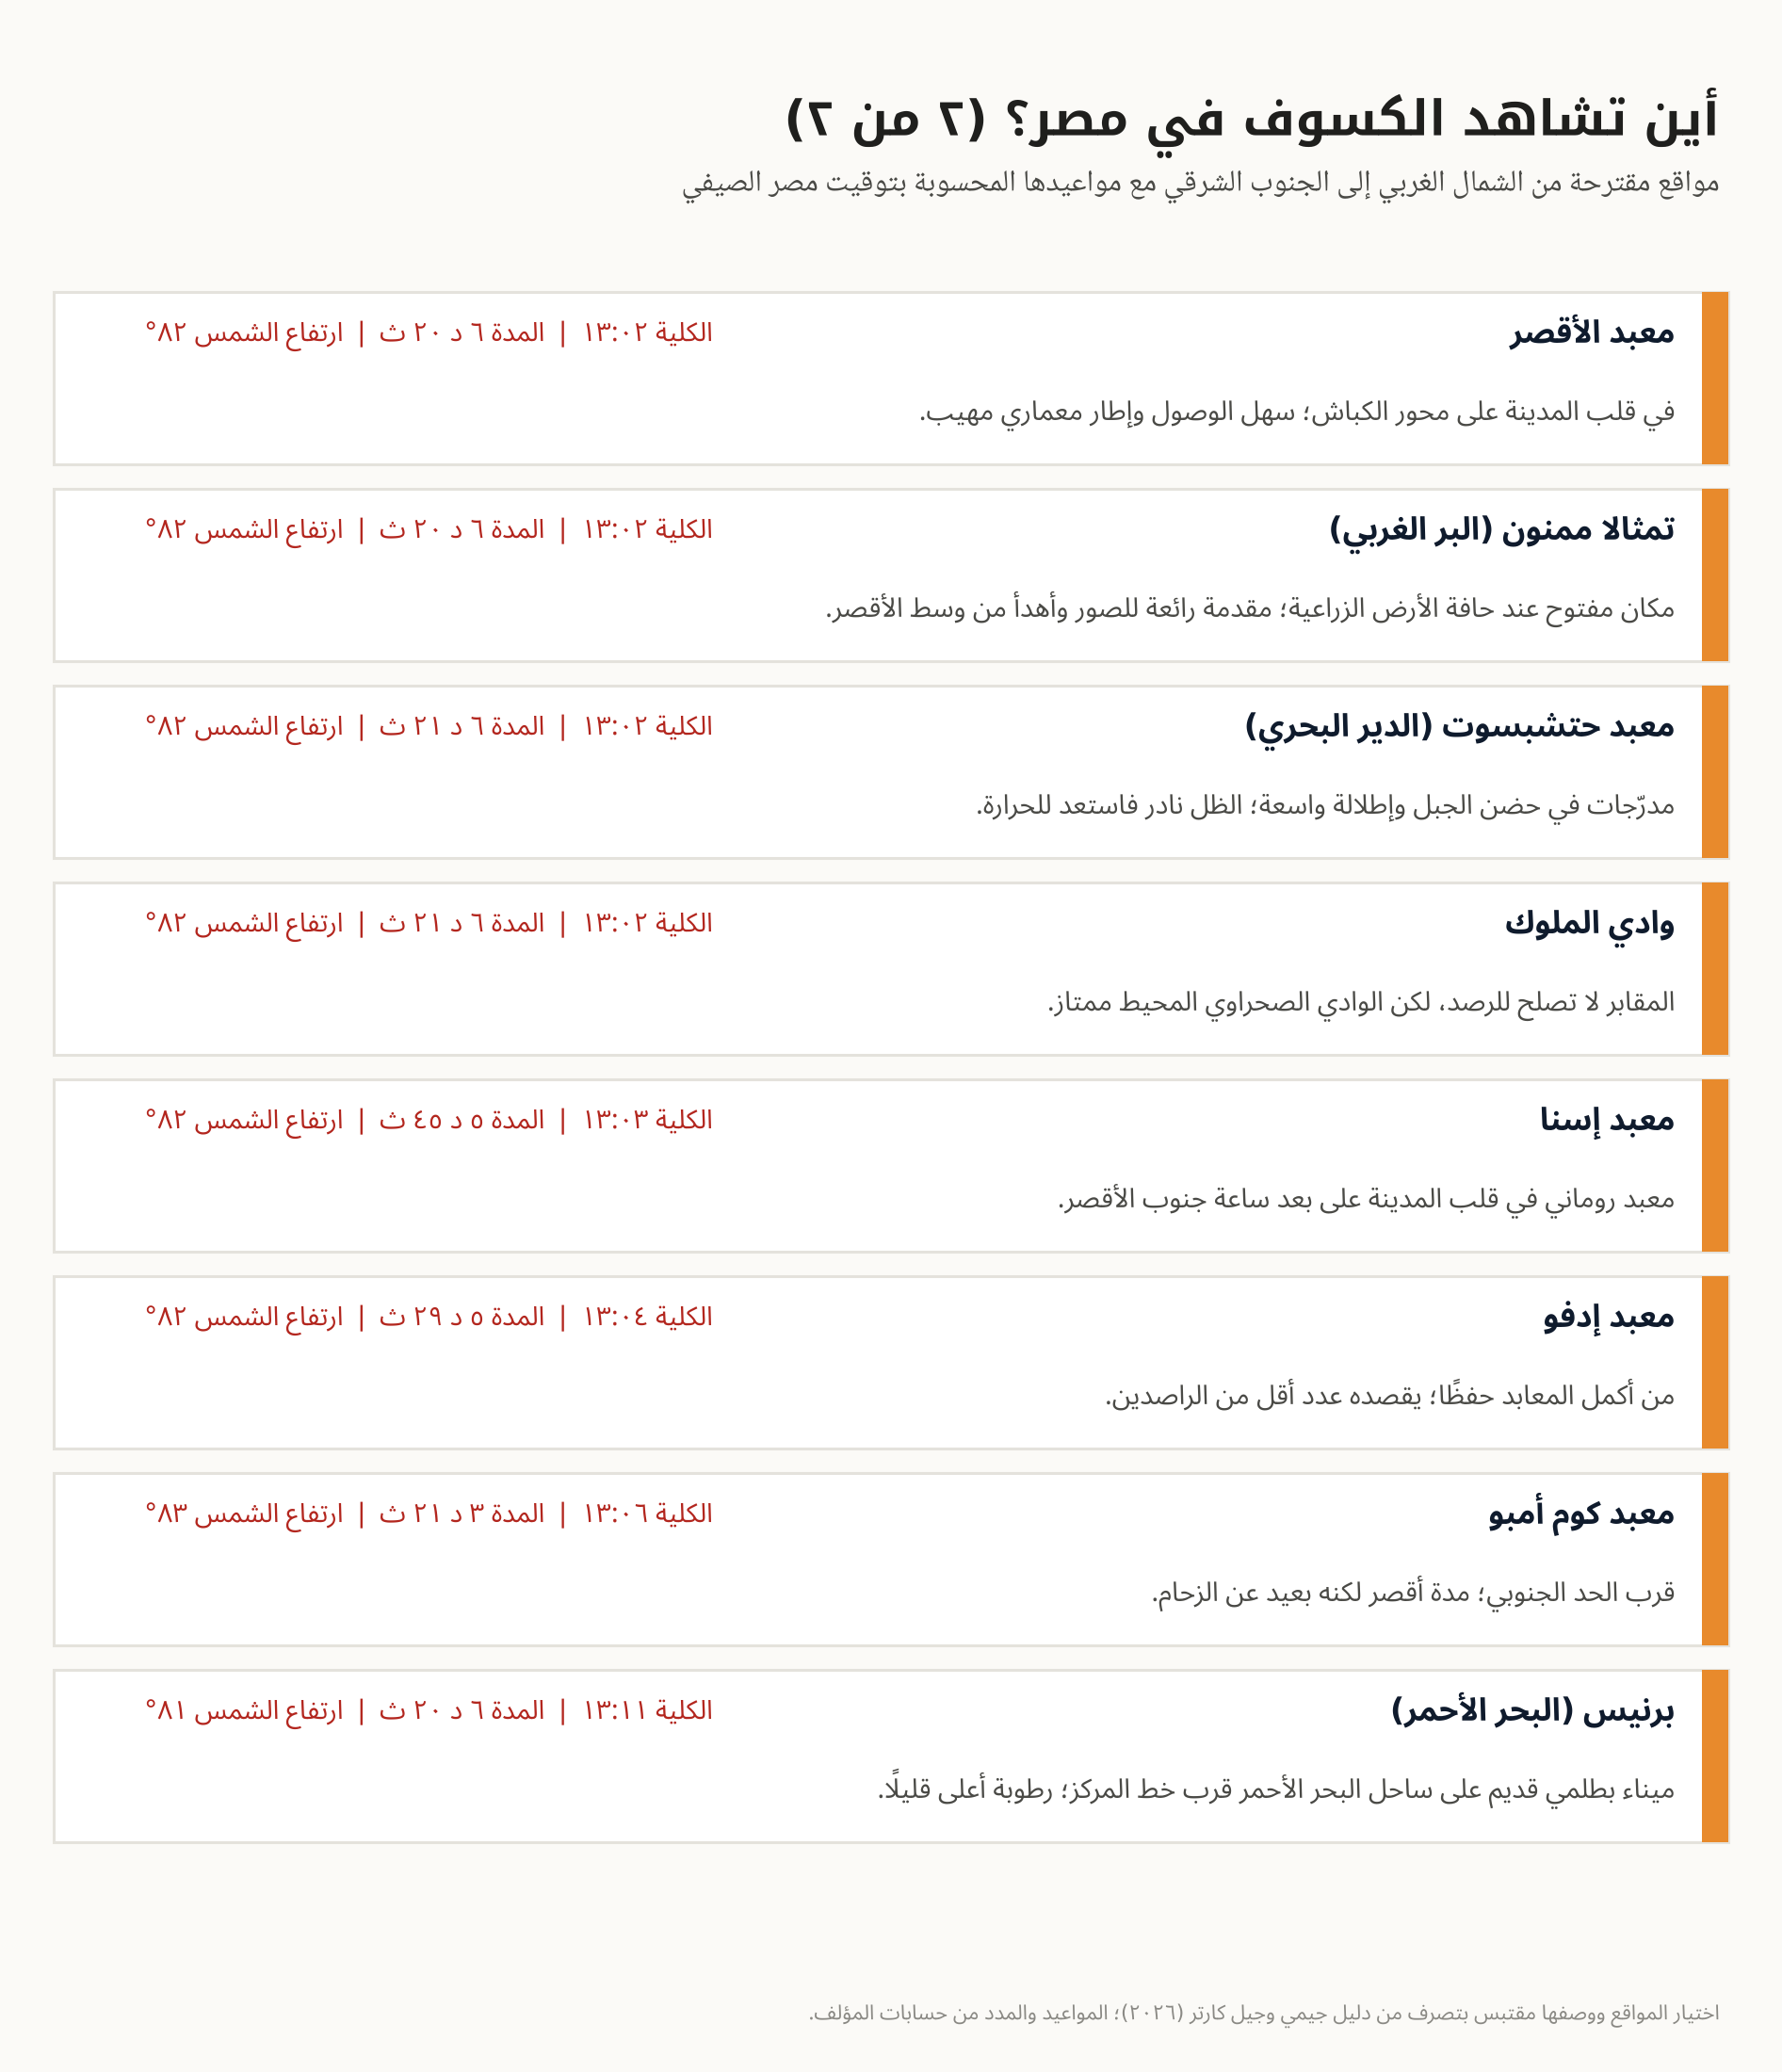 أين تشاهد الكسوف في مصر؟ (٢ من ٢)
مواقع مقترحة من الشمال الغربي إلى الجنوب الشرقي مع مواعيدها المحسوبة بتوقيت مصر الصيفي
معبد الأقصر
الكلية ١٣:٠٢ | المدة ٦ د ٢٠ ث | ارتفاع الشمس ٨٢°
في قلب المدينة على محور الكباش؛ سهل الوصول وإطار معماري مهيب.
تمثالا ممنون (البر الغربي)
الكلية ١٣:٠٢ | المدة ٦ د ٢٠ ث | ارتفاع الشمس ٨٢°
مكان مفتوح عند حافة الأرض الزراعية؛ مقدمة رائعة للصور وأهدأ من وسط الأقصر.
معبد حتشبسوت (الدير البحري)
الكلية ١٣:٠٢ | المدة ٦ د ٢١ ث | ارتفاع الشمس ٨٢°
مدرّجات في حضن الجبل وإطلالة واسعة؛ الظل نادر فاستعد للحرارة.
وادي الملوك
الكلية ١٣:٠٢ | المدة ٦ د ٢١ ث | ارتفاع الشمس ٨٢°
المقابر لا تصلح للرصد، لكن الوادي الصحراوي المحيط ممتاز.
معبد إسنا
الكلية ١٣:٠٣ | المدة ٥ د ٤٥ ث | ارتفاع الشمس ٨٢°
معبد روماني في قلب المدينة على بعد ساعة جنوب الأقصر.
معبد إدفو
الكلية ١٣:٠٤ | المدة ٥ د ٢٩ ث | ارتفاع الشمس ٨٢°
من أكمل المعابد حفظًا؛ يقصده عدد أقل من الراصدين.
معبد كوم أمبو
الكلية ١٣:٠٦ | المدة ٣ د ٢١ ث | ارتفاع الشمس ٨٣°
قرب الحد الجنوبي؛ مدة أقصر لكنه بعيد عن الزحام.
برنيس (البحر الأحمر)
الكلية ١٣:١١ | المدة ٦ د ٢٠ ث | ارتفاع الشمس ٨١°
ميناء بطلمي قديم على ساحل البحر الأحمر قرب خط المركز؛ رطوبة أعلى قليلًا.
اختيار المواقع ووصفها مقتبس بتصرف من دليل جيمي وجيل كارتر (٢٠٢٦)؛ المواعيد والمدد من حسابات المؤلف.